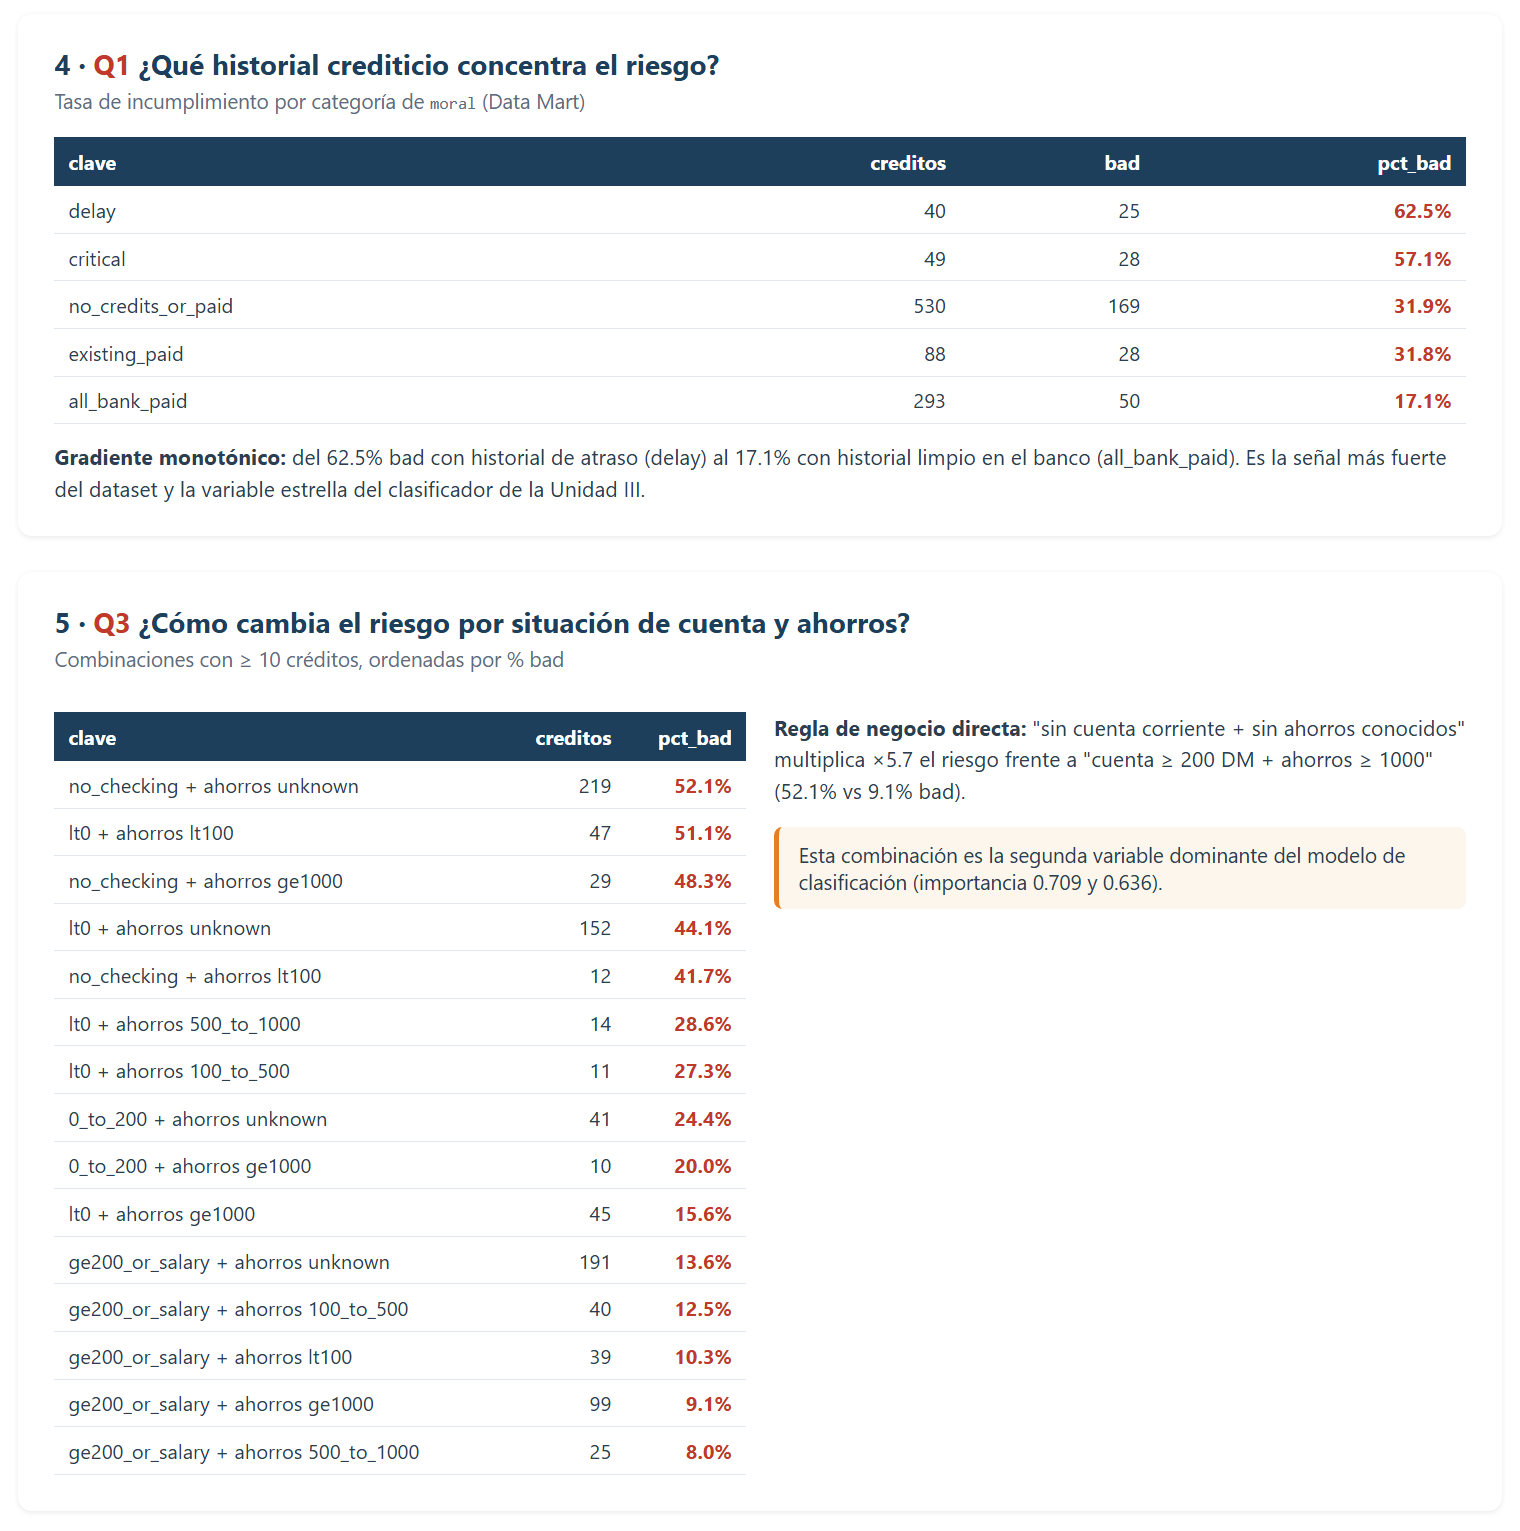 4 · Q1 ¿Qué historial crediticio concentra el riesgo?
Tasa de incumplimiento por categoría de moral (Data Mart)
clave creditos bad pct_bad
delay 40 25 62.5%
critical 49 28 57.1%
no_credits_or_paid 530 169 31.9%
existing_paid 88 28 31.8%
all_bank_paid 293 50 17.1%
Gradiente monotónico: del 62.5% bad con historial de atraso (delay) al 17.1% con historial limpio en el banco (all_bank_paid). Es la señal más fuerte
del dataset y la variable estrella del clasificador de la Unidad III.
5 · Q3 ¿Cómo cambia el riesgo por situación de cuenta y ahorros?
Combinaciones con ≥ 10 créditos, ordenadas por % bad
clave creditos pct_bad
no_checking + ahorros unknown 219 52.1%
lt0 + ahorros lt100 47 51.1%
no_checking + ahorros ge1000 29 48.3%
lt0 + ahorros unknown 152 44.1%
no_checking + ahorros lt100 12 41.7%
lt0 + ahorros 500_to_1000 14 28.6%
lt0 + ahorros 100_to_500 11 27.3%
0_to_200 + ahorros unknown 41 24.4%
0_to_200 + ahorros ge1000 10 20.0%
lt0 + ahorros ge1000 45 15.6%
ge200_or_salary + ahorros unknown 191 13.6%
ge200_or_salary + ahorros 100_to_500 40 12.5%
ge200_or_salary + ahorros lt100 39 10.3%
ge200_or_salary + ahorros ge1000 99 9.1%
ge200_or_salary + ahorros 500_to_1000 25 8.0%
Regla de negocio directa: "sin cuenta corriente + sin ahorros conocidos"
multiplica ×5.7 el riesgo frente a "cuenta ≥ 200 DM + ahorros ≥ 1000"
(52.1% vs 9.1% bad).
Esta combinación es la segunda variable dominante del modelo de
clasificación (importancia 0.709 y 0.636).